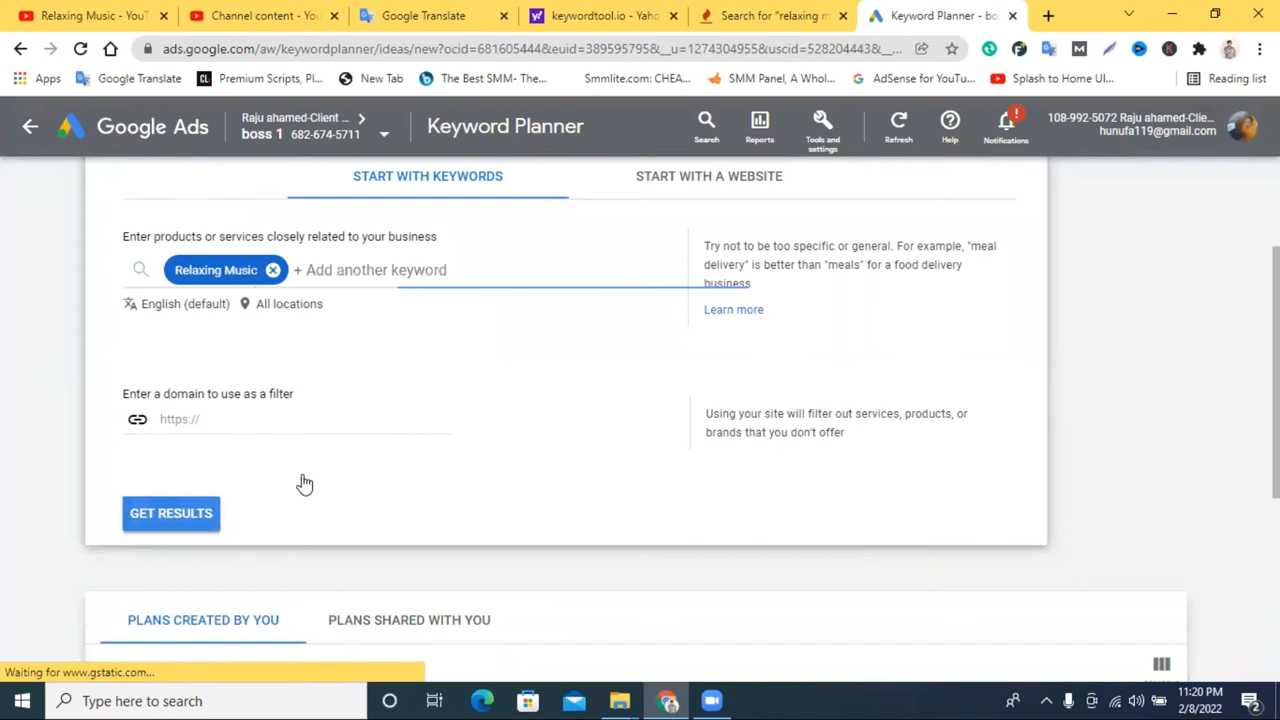 Relaxing Music - YouT
Channel content - You
Google Translate
keywordtool.io - Yaho
Search for "relaxing m
Keyword Planner - bo
ads.google.com/aw/keywordplanner/ideas/new?ocid=681605444&euid=389595795&__u=1274304955&uscid=528204443&__...
Apps
Google Translate
Premium Scripts, Pl...
New Tab
The Best SMM- The...
Smmlite.com: CHEA...
SMM Panel, A Whol...
AdSense for YouTu...
Splash to Home UI...
Reading list
Google Ads
Raju ahamed-Client ...
boss 1 682-674-5711
Keyword Planner
Search
Reports
Tools and
settings
Refresh
Help
Notifications
108-992-5072 Raju ahamed-Clie...
hunufa119@gmail.com
START WITH KEYWORDS
START WITH A WEBSITE
Enter products or services closely related to your business
Relaxing Music
+ Add another keyword
English (default)
All locations
Try not to be too specific or general. For example, "meal
delivery" is better than "meals" for a food delivery
business
Learn more
Enter a domain to use as a filter
https://
Using your site will filter out services, products, or
brands that you don't offer
GET RESULTS
PLANS CREATED BY YOU
PLANS SHARED WITH YOU
Waiting for www.gstatic.com...
Type here to search
11:20 PM
2/8/2022
2